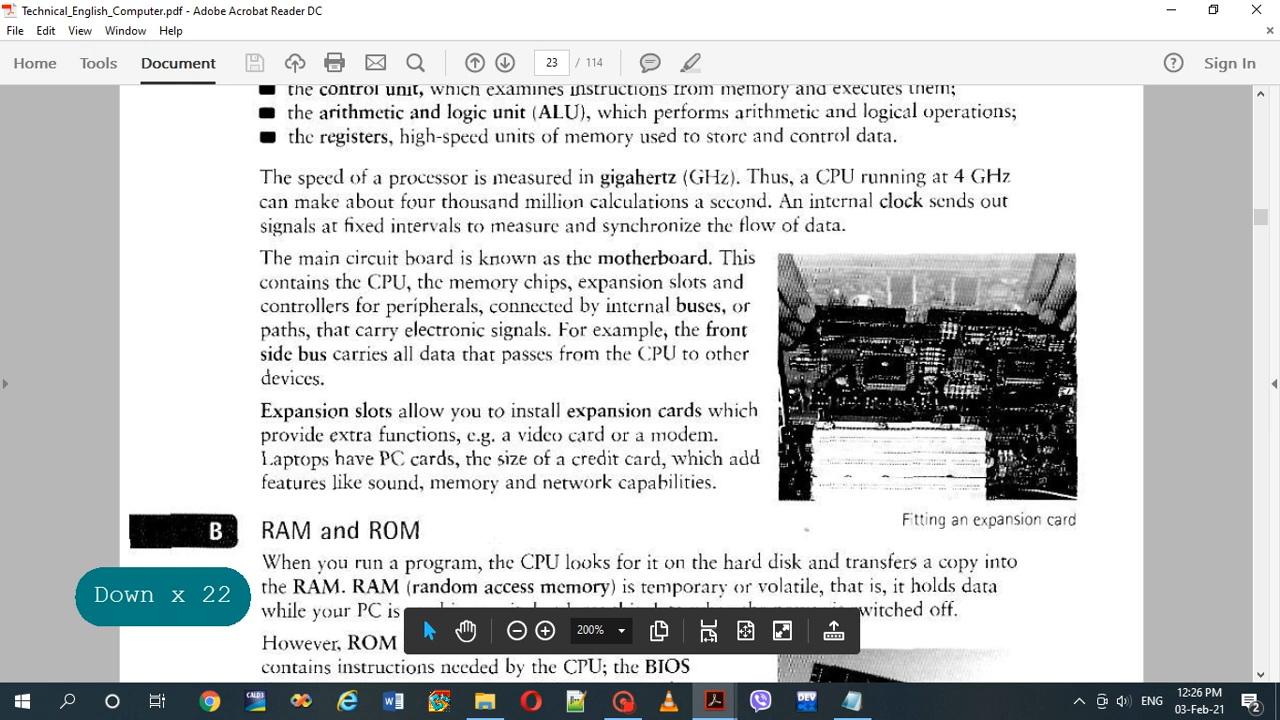 Technical_English_Computer.pdf - Adobe Acrobat Reader DC
File Edit View Window Help
Home Tools Document 23 / 114 Sign In
the control unit, which examines instructions from memory and executes them;
the arithmetic and logic unit (ALU), which performs arithmetic and logical operations;
the registers, high-speed units of memory used to store and control data.
The speed of a processor is measured in gigahertz (GHz). Thus, a CPU running at 4 GHz
can make about four thousand million calculations a second. An internal clock sends out
signals at fixed intervals to measure and synchronize the flow of data.
The main circuit board is known as the motherboard. This
contains the CPU, the memory chips, expansion slots and
controllers for peripherals, connected by internal buses, or
paths, that carry electronic signals. For example, the front
side bus carries all data that passes from the CPU to other
devices.
Expansion slots allow you to install expansion cards which
provide extra functions, e.g. a video card or a modem.
Laptops have PC cards, the size of a credit card, which add
features like sound, memory and network capabilities.
Fitting an expansion card
B RAM and ROM
When you run a program, the CPU looks for it on the hard disk and transfers a copy into
the RAM. RAM (random access memory) is temporary or volatile, that is, it holds data
while your PC is switched off.
However, ROM
contains instructions needed by the CPU; the BIOS
Down x 22
200%
CALD3
DEV
ENG
12:26 PM
03-Feb-21
2